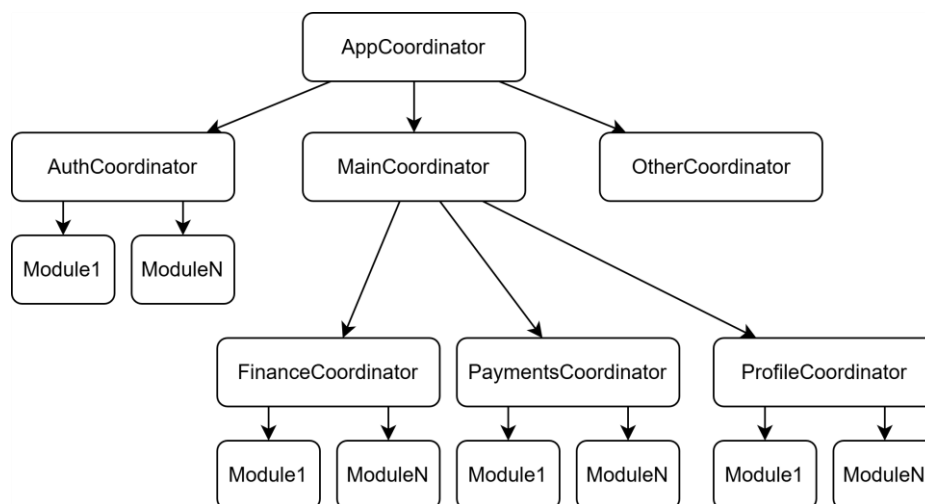 AppCoordinator
AuthCoordinator
MainCoordinator
OtherCoordinator
Module1
ModuleN
FinanceCoordinator
PaymentsCoordinator
ProfileCoordinator
Module1
ModuleN
Module1
ModuleN
Module1
ModuleN